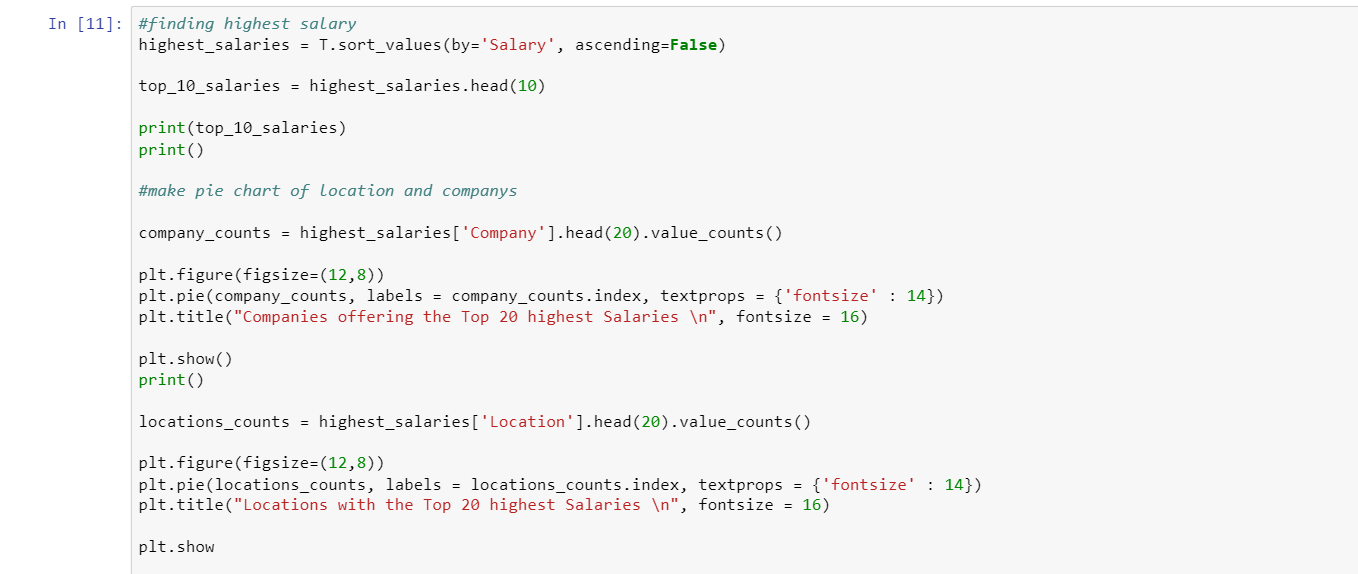 In [11]: #finding highest salary
highest_salaries = T.sort_values(by='Salary', ascending=False)
top_10_salaries = highest_salaries.head(10)
print(top_10_salaries)
print()
#make pie chart of location and companys
company_counts = highest_salaries['Company'].head(20).value_counts()
plt.figure(figsize=(12,8))
plt.pie(company_counts, labels = company_counts.index, textprops = {'fontsize' : 14})
plt.title("Companies offering the Top 20 highest Salaries \n", fontsize = 16)
plt.show()
print()
locations_counts = highest_salaries['Location'].head(20).value_counts()
plt.figure(figsize=(12,8))
plt.pie(locations_counts, labels = locations_counts.index, textprops = {'fontsize' : 14})
plt.title("Locations with the Top 20 highest Salaries \n", fontsize = 16)
plt.show